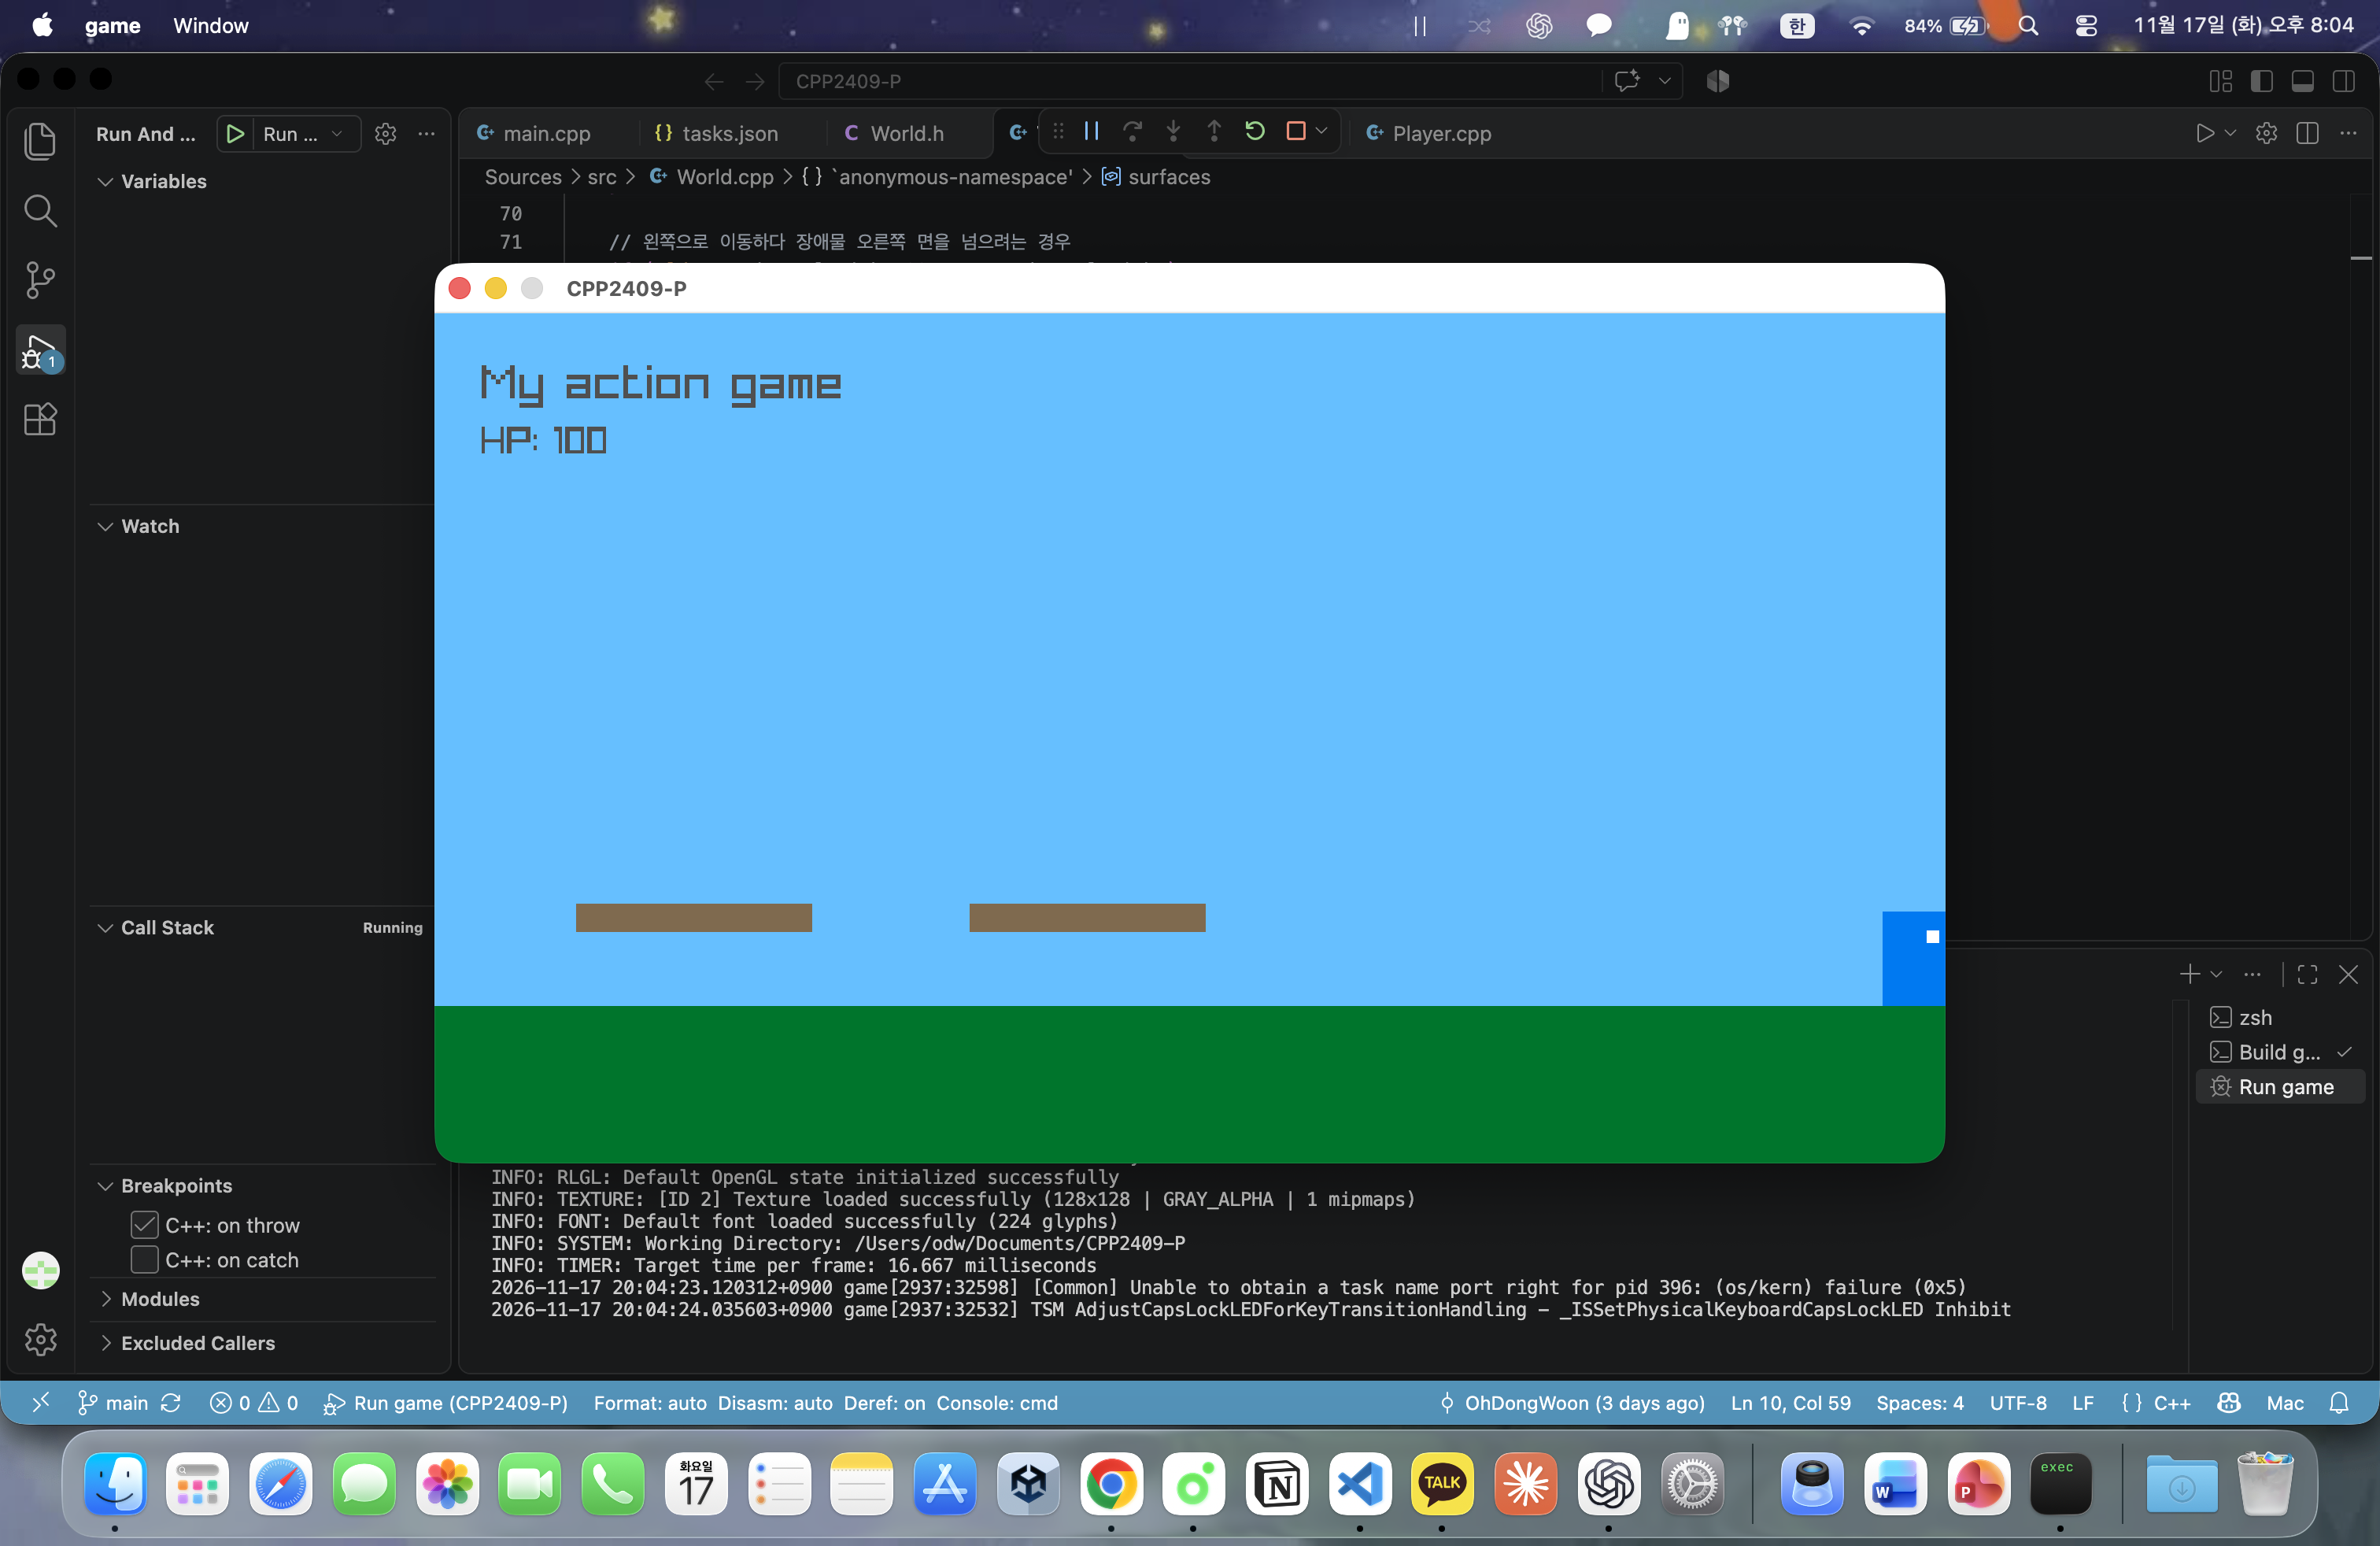 game Window
한 84% 11월 17일 (화) 오후 8:04
CPP2409-P
Run And ... Run ...
main.cpp {} tasks.json C World.h Player.cpp
Variables
Sources > src > World.cpp > {} `anonymous-namespace' > surfaces
70
71 // 왼쪽으로 이동하다 장애물 오른쪽 면을 넘으려는 경우
CPP2409-P
My action game
HP: 100
1
Watch
Call Stack Running
zsh
Build g...
Run game
Breakpoints
C++: on throw
C++: on catch
Modules
Excluded Callers
INFO: RLGL: Default OpenGL state initialized successfully
INFO: TEXTURE: [ID 2] Texture loaded successfully (128x128 | GRAY_ALPHA | 1 mipmaps)
INFO: FONT: Default font loaded successfully (224 glyphs)
INFO: SYSTEM: Working Directory: /Users/odw/Documents/CPP2409-P
INFO: TIMER: Target time per frame: 16.667 milliseconds
2026-11-17 20:04:23.120312+0900 game[2937:32598] [Common] Unable to obtain a task name port right for pid 396: (os/kern) failure (0x5)
2026-11-17 20:04:24.035603+0900 game[2937:32532] TSM AdjustCapsLockLEDForKeyTransitionHandling - _ISSetPhysicalKeyboardCapsLockLED Inhibit
main 0 0 Run game (CPP2409-P) Format: auto Disasm: auto Deref: on Console: cmd
OhDongWoon (3 days ago) Ln 10, Col 59 Spaces: 4 UTF-8 LF {} C++ Mac
화요일
17
TALK
W
P
exec